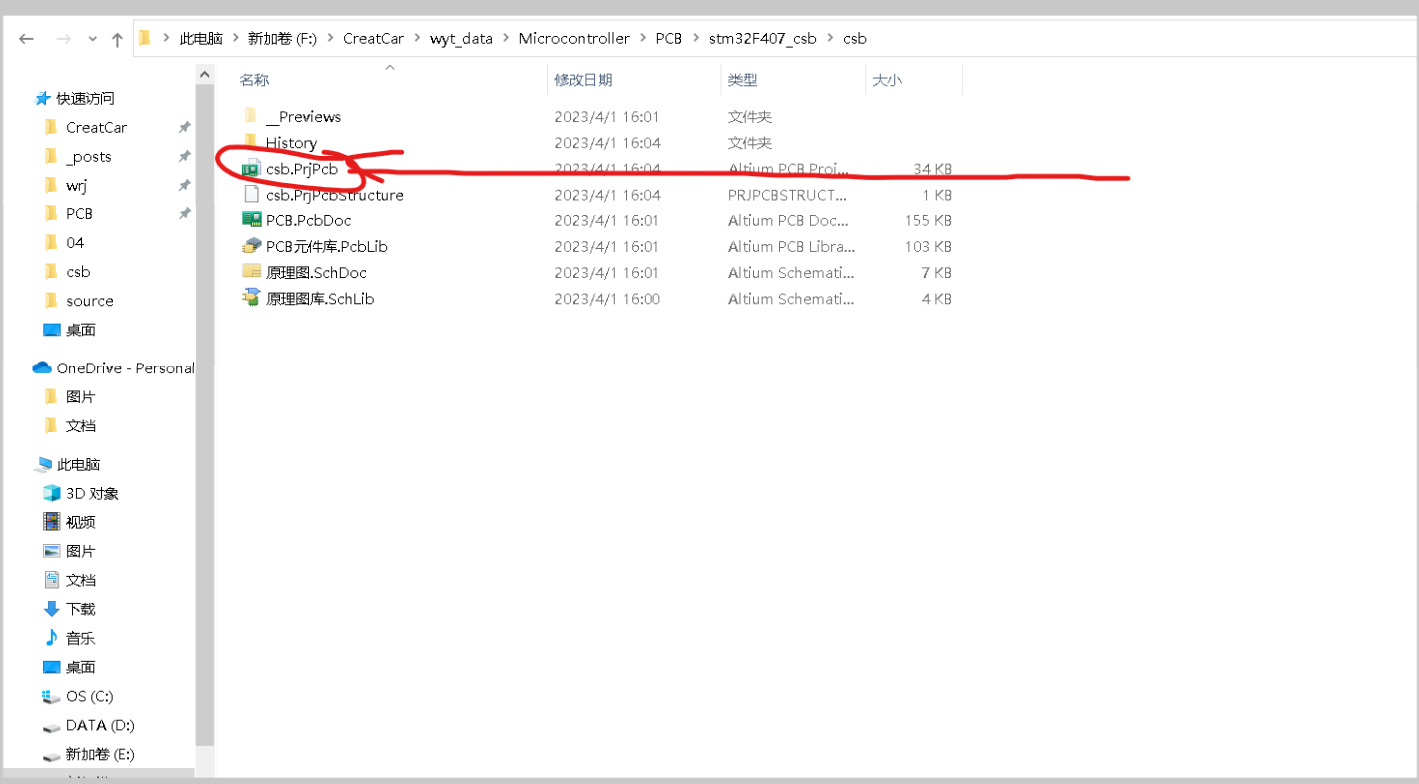 此电脑 > 新加卷 (F:) > CreatCar > wyt_data > Microcontroller > PCB > stm32F407_csb > csb
名称 修改日期 类型 大小
__Previews 2023/4/1 16:01 文件夹
History 2023/4/1 16:04 文件夹
csb.PrjPcb 2023/4/1 16:04 Altium PCB Proj... 34 KB
csb.PrjPcbStructure 2023/4/1 16:04 PRJPCBSTRUCT... 1 KB
PCB.PcbDoc 2023/4/1 16:01 Altium PCB Doc... 155 KB
PCB元件库.PcbLib 2023/4/1 16:01 Altium PCB Libra... 103 KB
原理图.SchDoc 2023/4/1 16:01 Altium Schemati... 7 KB
原理图库.SchLib 2023/4/1 16:00 Altium Schemati... 4 KB
快速访问
CreatCar
_posts
wrj
PCB
04
csb
source
桌面
OneDrive - Personal
图片
文档
此电脑
3D 对象
视频
图片
文档
下载
音乐
桌面
OS (C:)
DATA (D:)
新加卷 (E:)